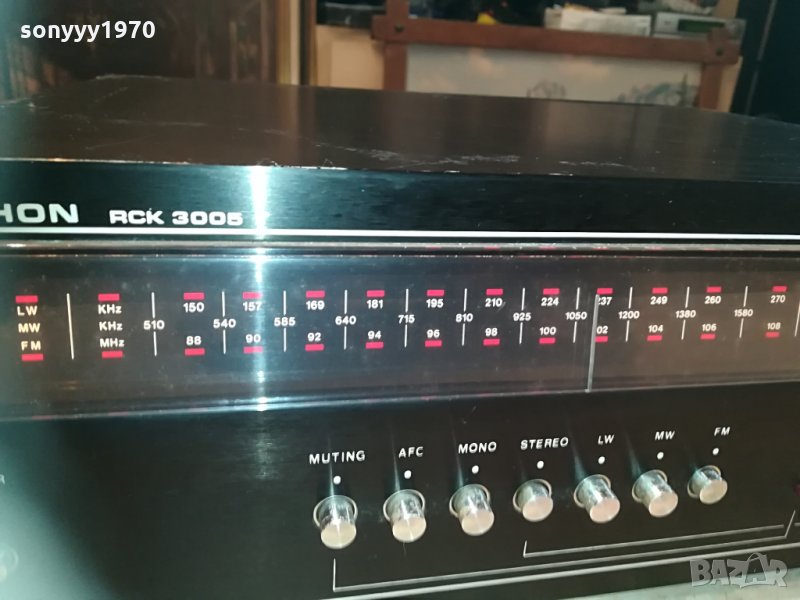 sonyyy1970
HON RCK 3005
LW KHz 150 157 169 181 195 210 224 237 249 260 270
MW KHz 510 540 585 640 715 810 925 1050 1200 1380 1580
FM MHz 88 90 92 94 96 98 100 02 104 106 108
MUTING AFC MONO STEREO LW MW FM
R
BAZAR